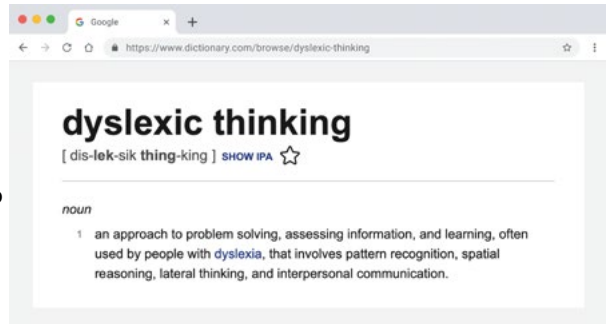 Google
https://www.dictionary.com/browse/dyslexic-thinking
dyslexic thinking
[ dis-lek-sik thing-king ] SHOW IPA
noun
1 an approach to problem solving, assessing information, and learning, often
used by people with dyslexia, that involves pattern recognition, spatial
reasoning, lateral thinking, and interpersonal communication.